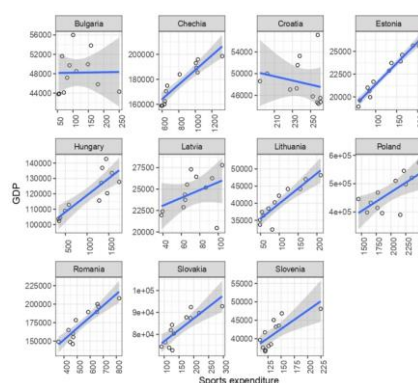 Bulgaria
Chechia
Croatia
Estonia
56000
52000
48000
44000
50 100 150 200 250
200000
180000
160000
600 800 1000 1200
50000
46000
210 230 250
25000
20000
50 100 150
Hungary
Latvia
Lithuania
Poland
140000
130000
120000
110000
100000
500 1000 1500
27500
25000
22500
40 60 80 100
50000
45000
40000
35000
50 100 150 200
6e+05
5e+05
4e+05
1500 1750 2000 2250
Romania
Slovakia
Slovenia
225000
200000
175000
150000
400 500 600 700 800
1e+05
9e+04
8e+04
100 150 200 250 300
50000
45000
40000
35000
125 150 175 200 225
GDP
Sports expenditure